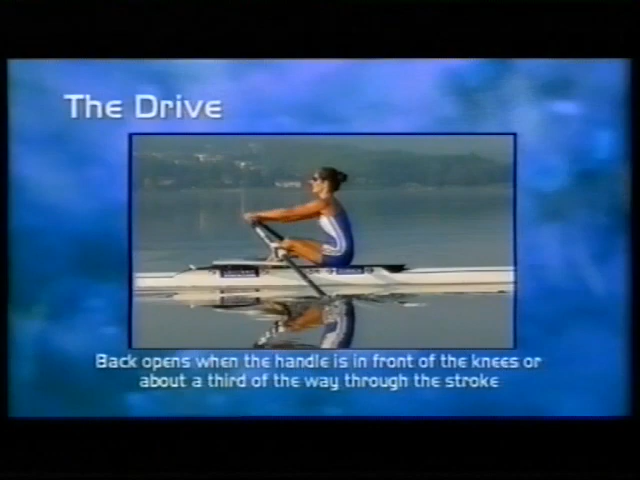 The Drive
Back opens when the handle is in front of the knees or
about a third of the way through the stroke